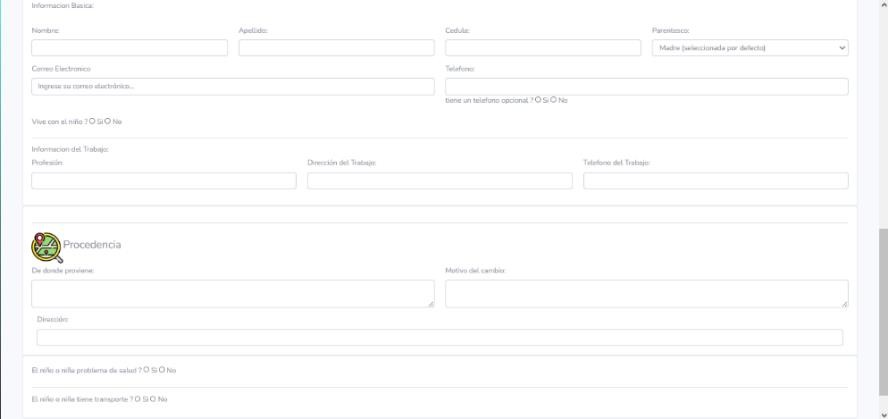 Informacion Basica:
Nombre: Apellido: Cedula: Parentesco:
Madre (seleccionada por defecto)
Correo Electronico Telefono:
Ingrese su correo electrónico...
tiene un telefono opcional ? Si No
Vive con el niño ? Si No
Informacion del Trabajo:
Profesión: Dirección del Trabajo: Telefono del Trabajo:
Procedencia
De donde proviene: Motivo del cambio:
Dirección:
El niño o niña problema de salud ? Si No
El niño o niña tiene transporte ? Si No